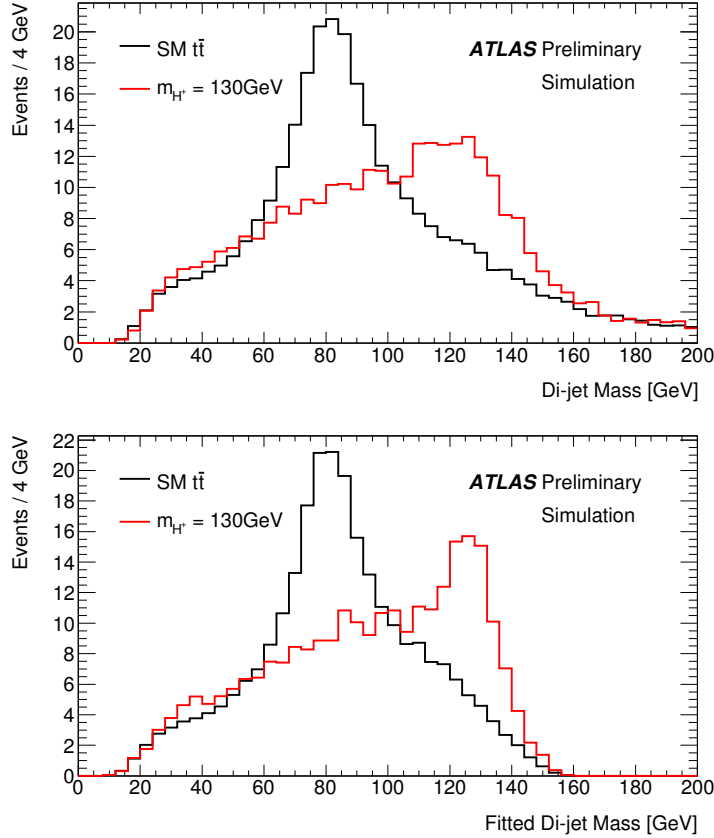 Events / 4 GeV
20
18
16
14
12
10
8
6
4
2
0
SM tt̄
m_H⁺ = 130GeV
ATLAS Preliminary
Simulation
0 20 40 60 80 100 120 140 160 180 200
Di-jet Mass [GeV]
Events / 4 GeV
22
20
18
16
14
12
10
8
6
4
2
0
SM tt̄
m_H⁺ = 130GeV
ATLAS Preliminary
Simulation
0 20 40 60 80 100 120 140 160 180 200
Fitted Di-jet Mass [GeV]